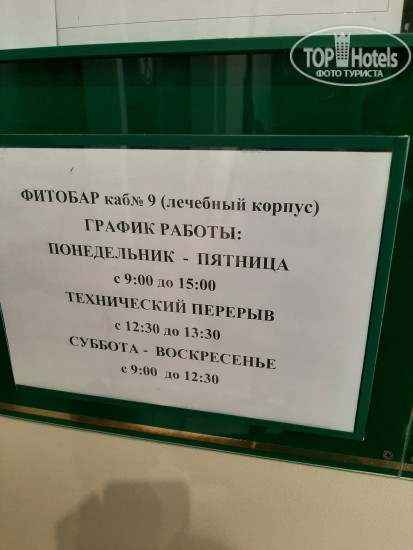 TOP Hotels
ФОТО ТУРИСТА
ФИТОБАР каб№ 9 (лечебный корпус)
ГРАФИК РАБОТЫ:
ПОНЕДЕЛЬНИК - ПЯТНИЦА
с 9:00 до 15:00
ТЕХНИЧЕСКИЙ ПЕРЕРЫВ
с 12:30 до 13:30
СУББОТА - ВОСКРЕСЕНЬЕ
с 9:00 до 12:30